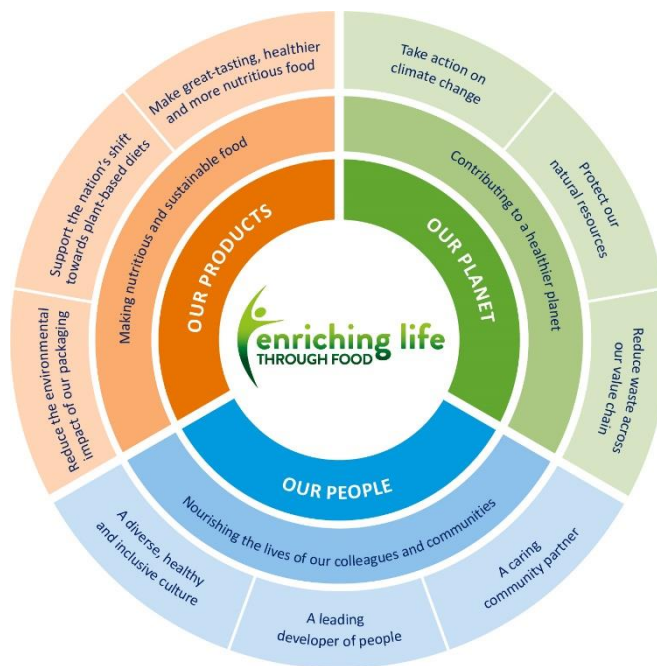 enriching life
THROUGH FOOD
OUR PRODUCTS
Making nutritious and sustainable food
Make great-tasting, healthier
and more nutritious food
Support the nation's shift
towards plant-based diets
Reduce the environmental
impact of our packaging
OUR PLANET
Contributing to a healthier planet
Take action on
climate change
Protect our
natural resources
Reduce waste across
our value chain
OUR PEOPLE
Nourishing the lives of our colleagues and communities
A diverse, healthy
and inclusive culture
A leading
developer of people
A caring
community partner